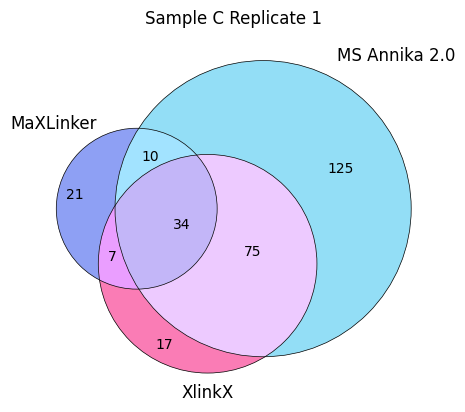 Sample C Replicate 1
MS Annika 2.0
MaXLinker
10
125
21
34
75
7
17
XlinkX